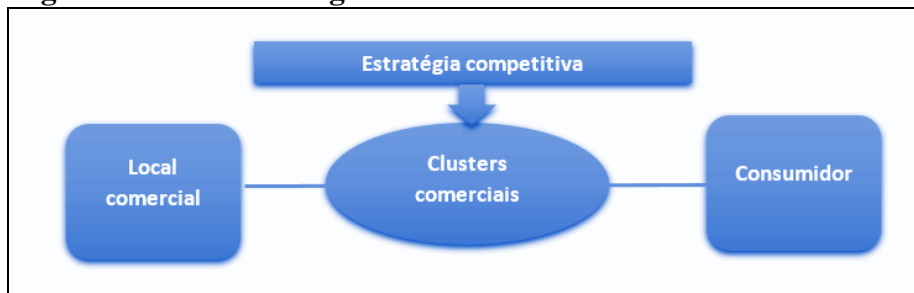 Estratégia competitiva
Local
comercial
Clusters
comerciais
Consumidor